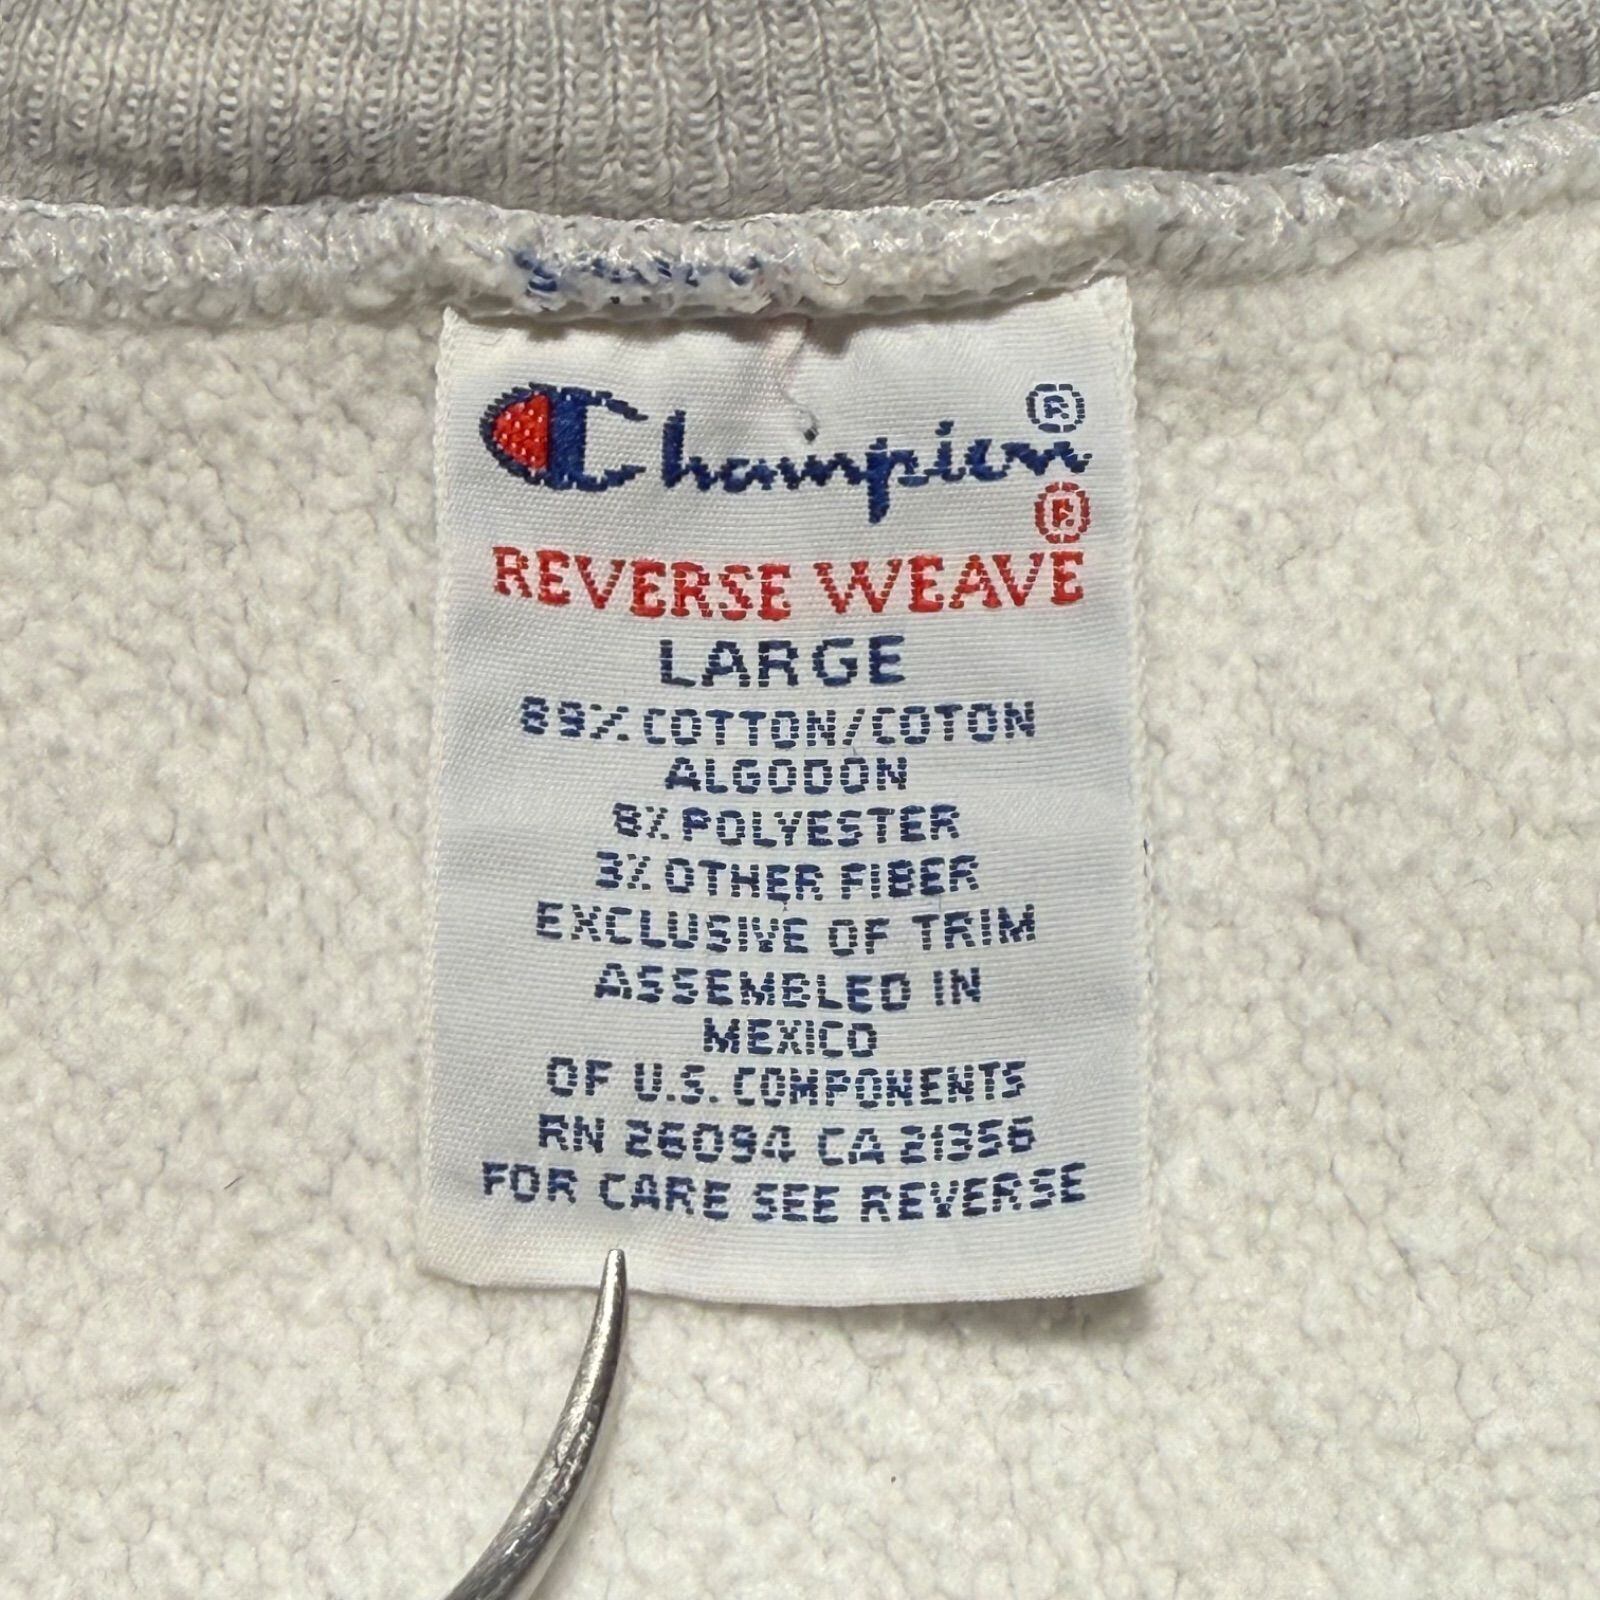 Champion®
REVERSE WEAVE®
LARGE
89% COTTON/COTON
ALGODON
8% POLYESTER
3% OTHER FIBER
EXCLUSIVE OF TRIM
ASSEMBLED IN
MEXICO
OF U.S. COMPONENTS
RN 26094 CA 21356
FOR CARE SEE REVERSE